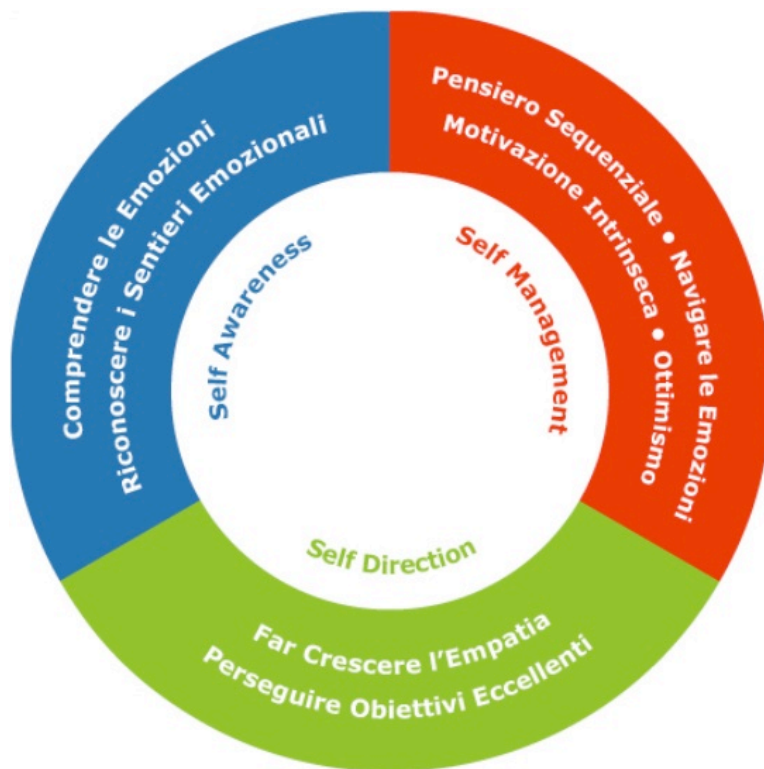 Comprendere le Emozioni
Riconoscere i Sentieri Emozionali
Self Awareness
Pensiero Sequenziale • Navigare le Emozioni
Motivazione Intrinseca • Ottimismo
Self Management
Self Direction
Far Crescere l'Empatia
Perseguire Obiettivi Eccellenti